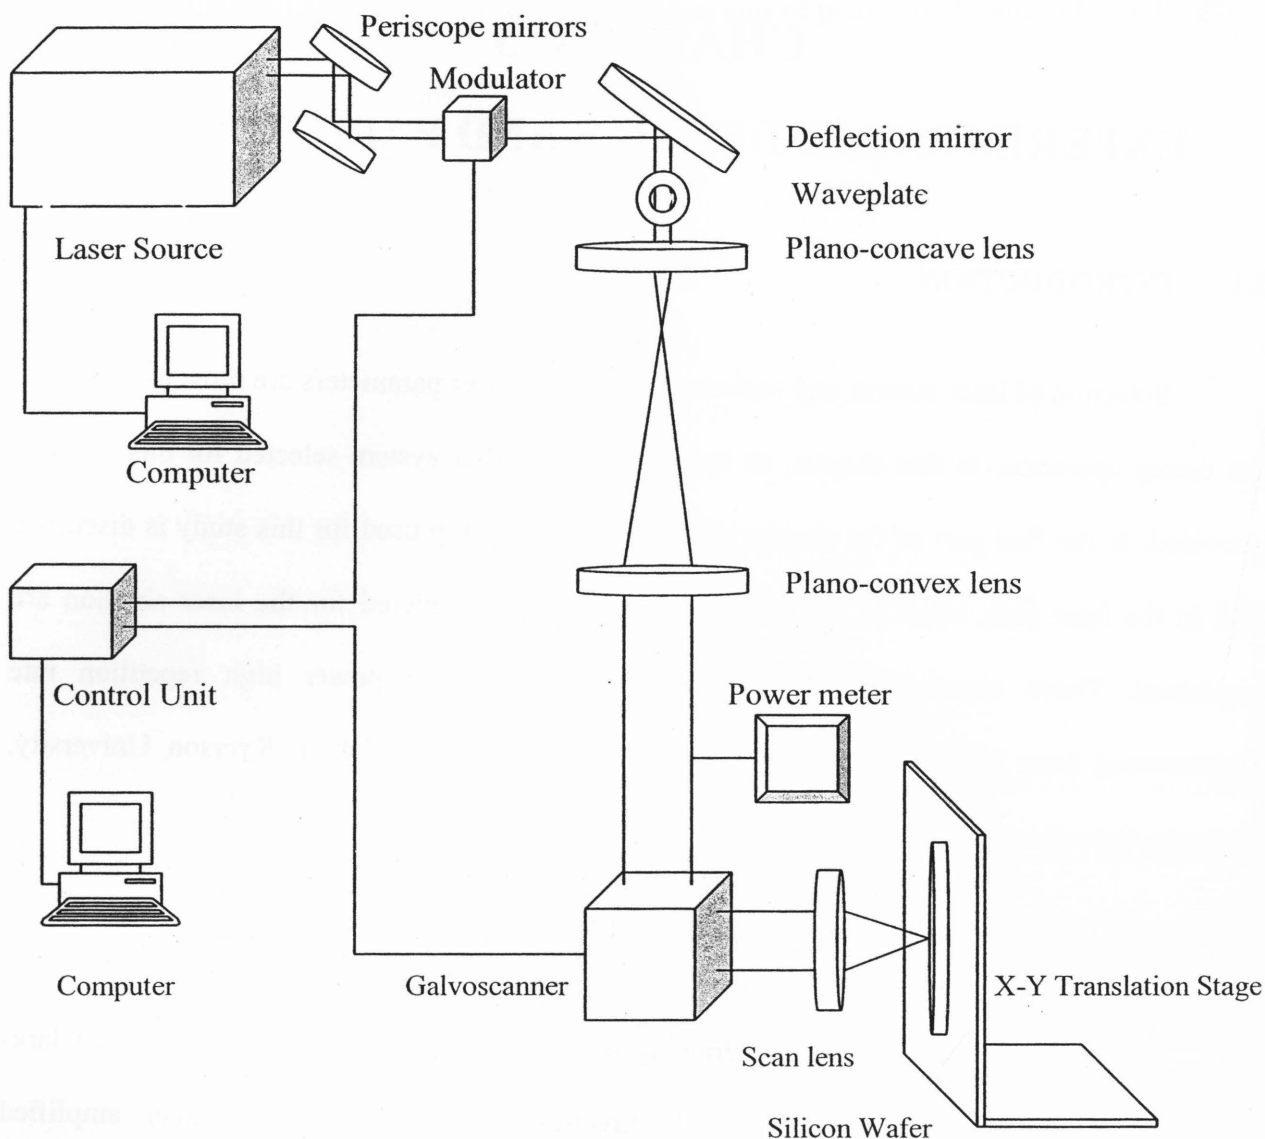 Periscope mirrors
Modulator
Deflection mirror
Waveplate
Laser Source
Plano-concave lens
Computer
Plano-convex lens
Control Unit
Power meter
Computer
Galvoscanner
X-Y Translation Stage
Scan lens
Silicon Wafer